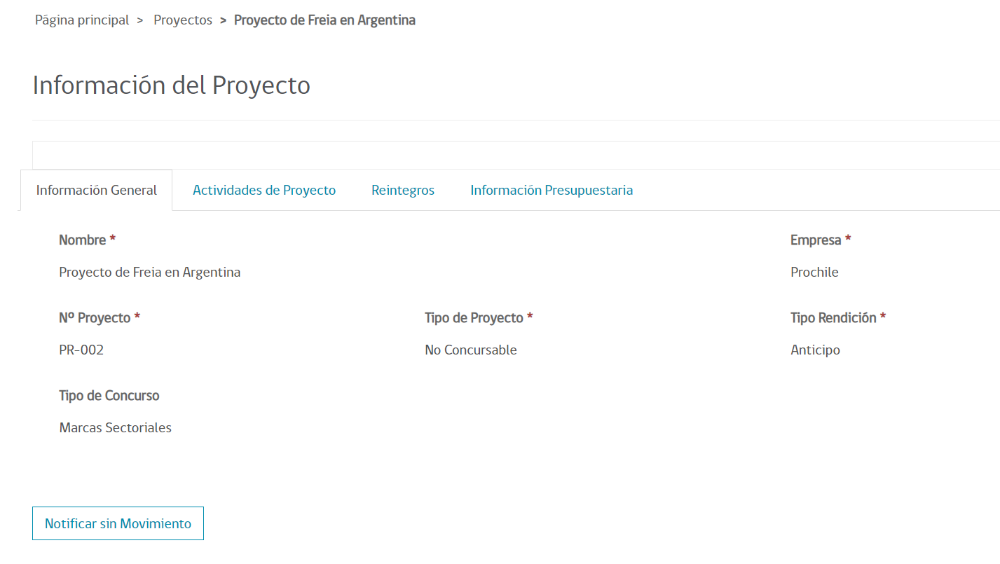 Página principal > Proyectos > Proyecto de Freia en Argentina
Información del Proyecto
Información General Actividades de Proyecto Reintegros Información Presupuestaria
Nombre * Empresa *
Proyecto de Freia en Argentina Prochile
Nº Proyecto * Tipo de Proyecto * Tipo Rendición *
PR-002 No Concursable Anticipo
Tipo de Concurso
Marcas Sectoriales
Notificar sin Movimiento